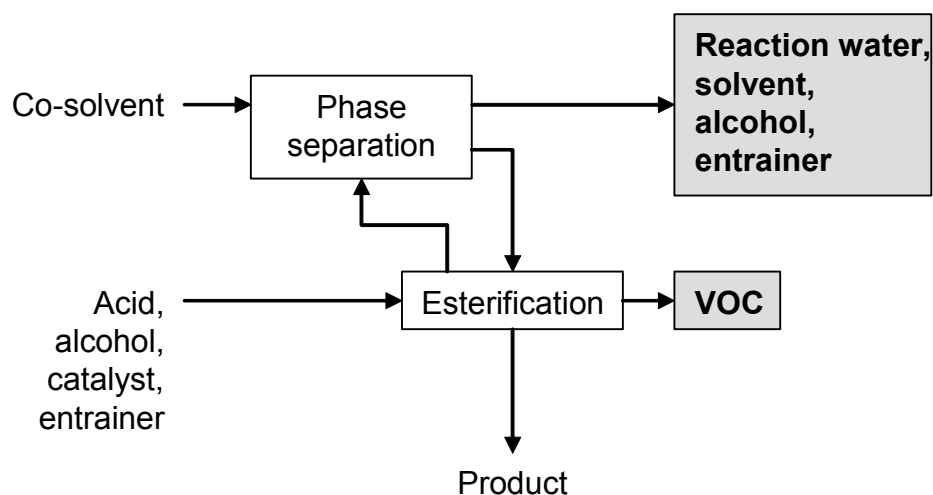 Co-solvent
Phase
separation
Reaction water,
solvent,
alcohol,
entrainer
Acid,
alcohol,
catalyst,
entrainer
Esterification
VOC
Product